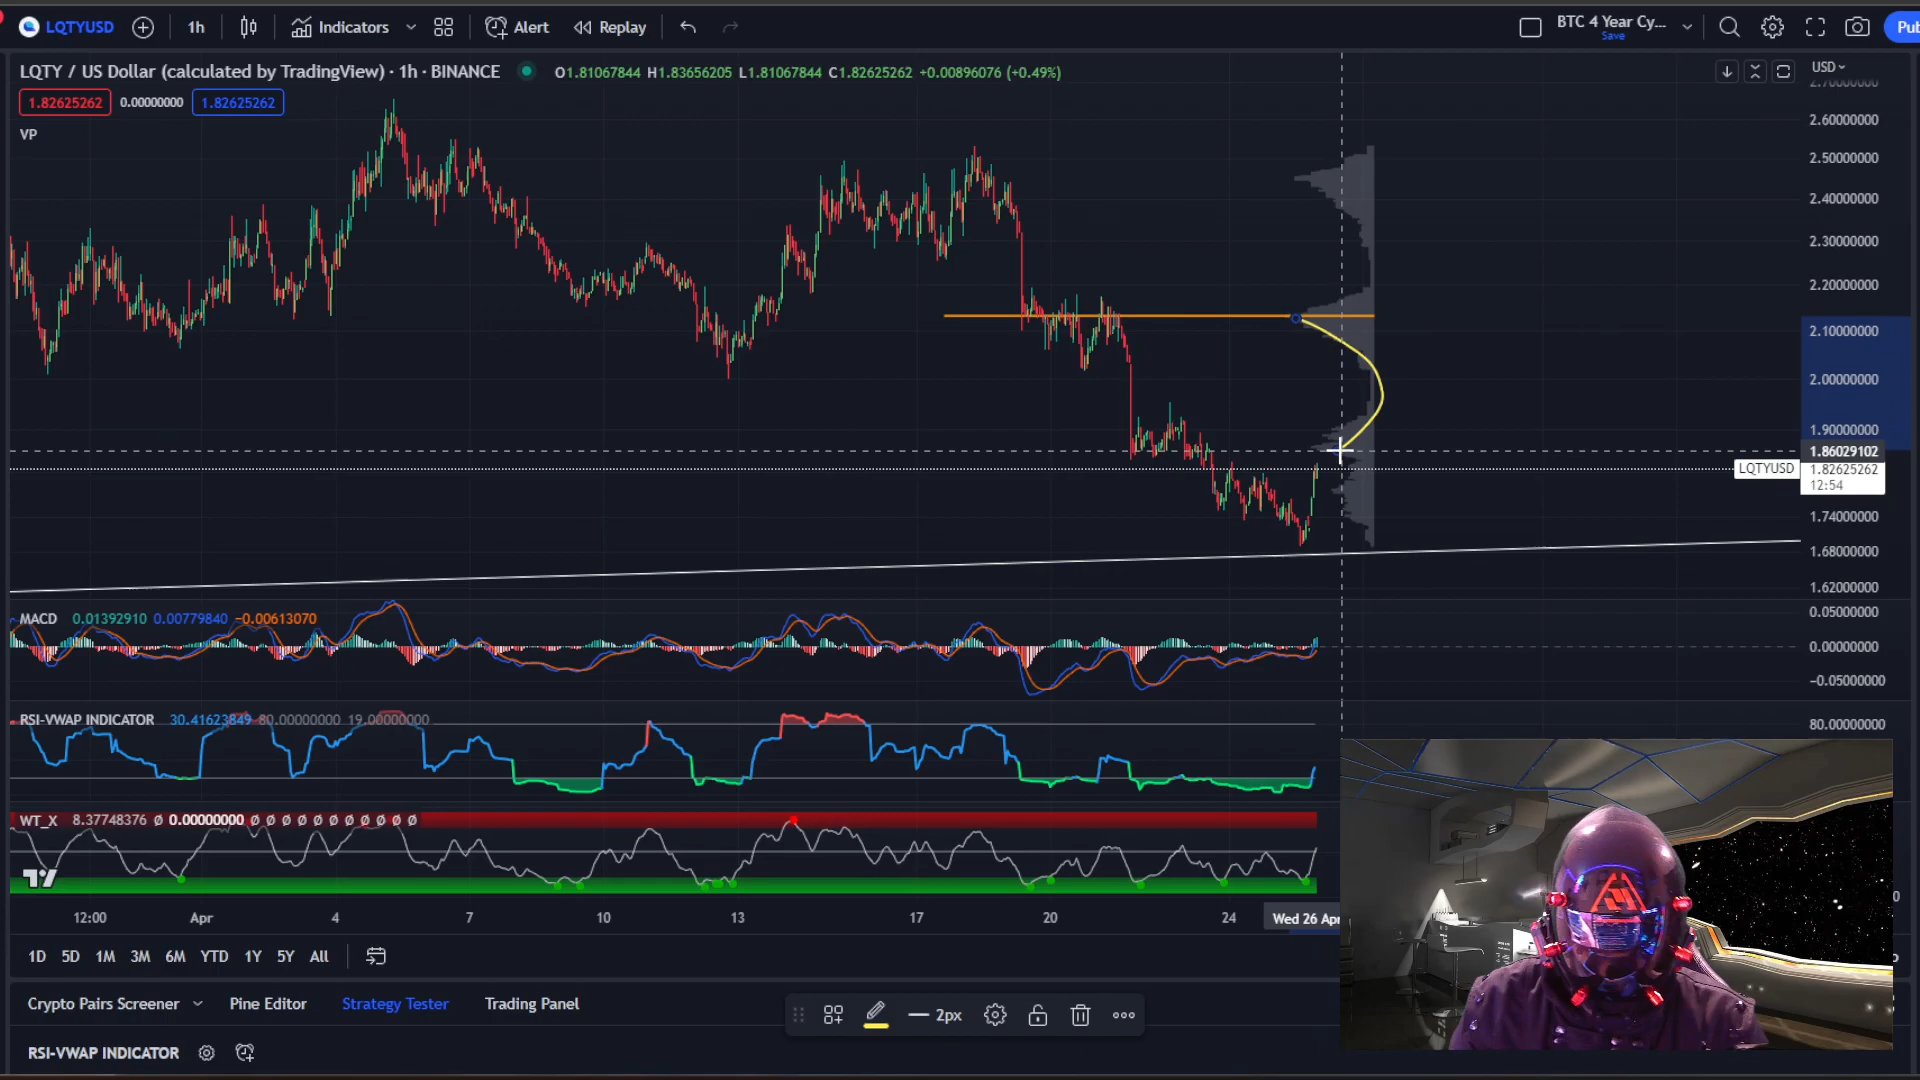 LQTYUSD 1h Indicators Alert Replay BTC 4 Year Cy... Save Pub
LQTY / US Dollar (calculated by TradingView) · 1h · BINANCE O1.81067844 H1.83656205 L1.81067844 C1.82625262 +0.00896076 (+0.49%)
USD
1.82625262 0.00000000 1.82625262
VP
2.70000000
2.60000000
2.50000000
2.40000000
2.30000000
2.20000000
2.10000000
2.00000000
1.90000000
1.86029102
LQTYUSD 1.82625262
12:54
1.74000000
1.68000000
1.62000000
MACD 0.01392910 0.00779840 −0.00613070
0.05000000
0.00000000
−0.05000000
RSI-VWAP INDICATOR 30.41623849 80.00000000 19.00000000
80.00000000
WT_X 8.37748376 Ø 0.00000000 Ø Ø Ø Ø Ø Ø Ø Ø Ø Ø Ø
12:00 Apr 4 7 10 13 17 20 24 Wed 26 Apr
1D 5D 1M 3M 6M YTD 1Y 5Y All
Crypto Pairs Screener Pine Editor Strategy Tester Trading Panel
2px
RSI-VWAP INDICATOR